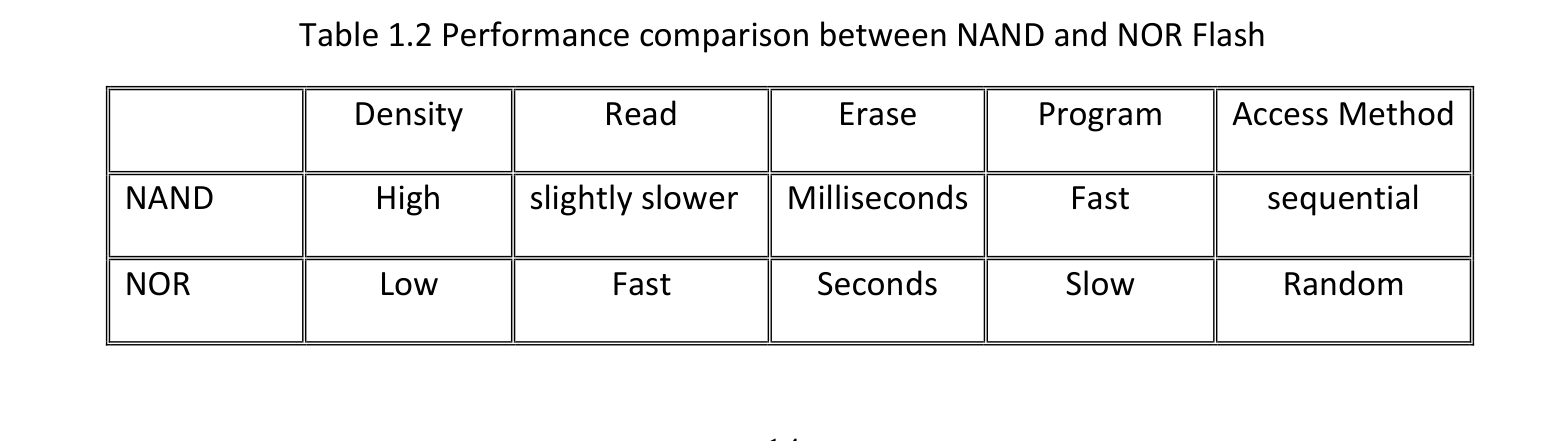 Table 1.2 Performance comparison between NAND and NOR Flash
Density Read Erase Program Access Method
NAND High slightly slower Milliseconds Fast sequential
NOR Low Fast Seconds Slow Random